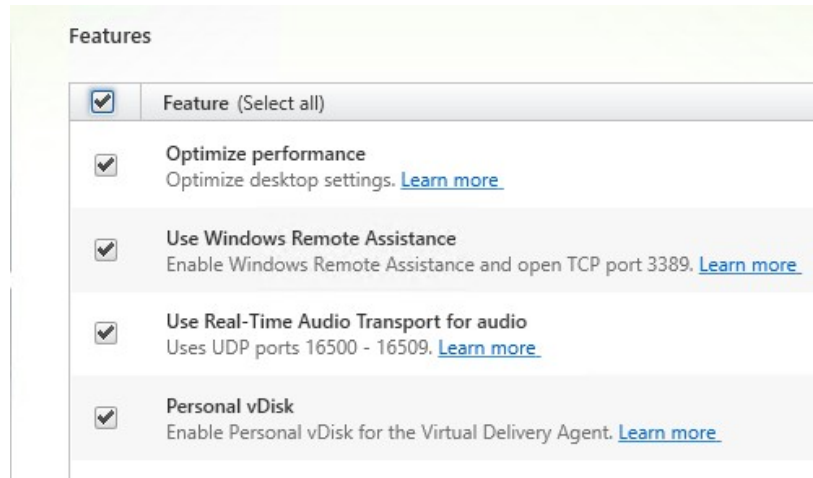 Features
Feature (Select all)
Optimize performance
Optimize desktop settings. Learn more
Use Windows Remote Assistance
Enable Windows Remote Assistance and open TCP port 3389. Learn more
Use Real-Time Audio Transport for audio
Uses UDP ports 16500 - 16509. Learn more
Personal vDisk
Enable Personal vDisk for the Virtual Delivery Agent. Learn more